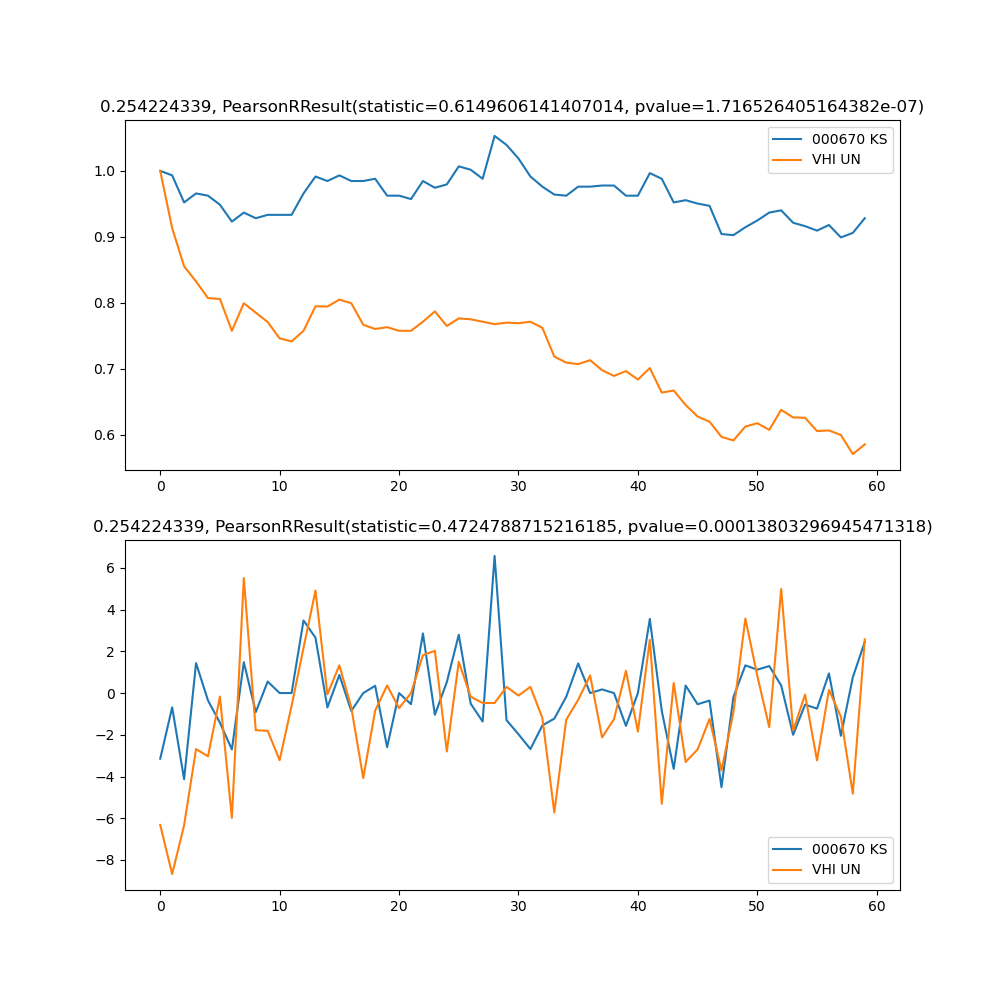 0.254224339, PearsonRResult(statistic=0.6149606141407014, pvalue=1.716526405164382e-07)
000670 KS
VHI UN
1.0
0.9
0.8
0.7
0.6
0 10 20 30 40 50 60
0.254224339, PearsonRResult(statistic=0.4724788715216185, pvalue=0.00013803296945471318)
6
4
2
0
−2
−4
−6
−8
000670 KS
VHI UN
0 10 20 30 40 50 60